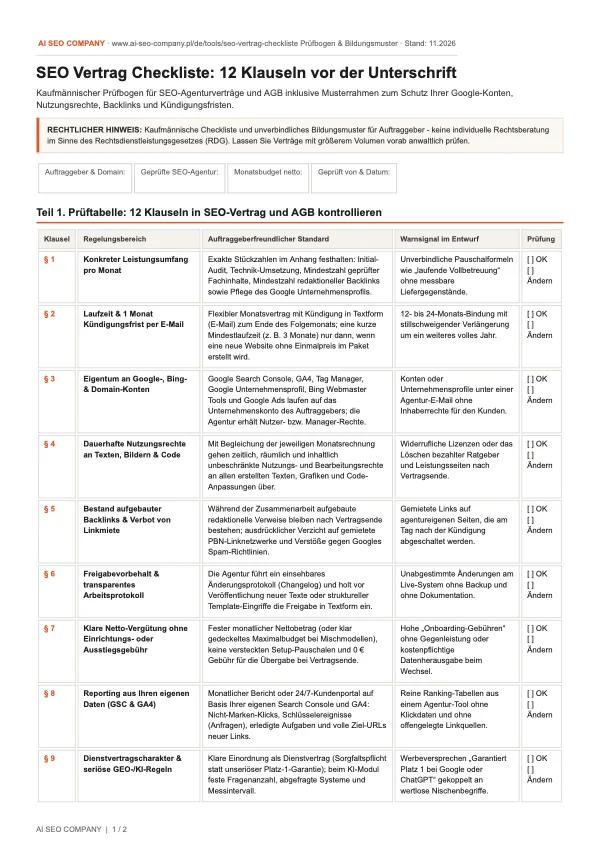 AI SEO COMPANY · www.ai-seo-company.pl/de/tools/seo-vertrag-checkliste Prüfbogen & Bildungsmuster · Stand: 11.2026
SEO Vertrag Checkliste: 12 Klauseln vor der Unterschrift
Kaufmännischer Prüfbogen für SEO-Agenturverträge und AGB inklusive Musterrahmen zum Schutz Ihrer Google-Konten,
Nutzungsrechte, Backlinks und Kündigungsfristen.
RECHTLICHER HINWEIS: Kaufmännische Checkliste und unverbindliches Bildungsmuster für Auftraggeber - keine individuelle Rechtsberatung
im Sinne des Rechtsdienstleistungsgesetzes (RDG). Lassen Sie Verträge mit größerem Volumen vorab anwaltlich prüfen.
Auftraggeber & Domain: Geprüfte SEO-Agentur: Monatsbudget netto: Geprüft von & Datum:
Teil 1. Prüftabelle: 12 Klauseln in SEO-Vertrag und AGB kontrollieren
Klausel Regelungsbereich Auftraggeberfreundlicher Standard Warnsignal im Entwurf Prüfung
§ 1
Konkreter Leistungsumfang
pro Monat
Exakte Stückzahlen im Anhang festhalten: Initial-
Audit, Technik-Umsetzung, Mindestzahl geprüfter
Fachinhalte, Mindestzahl redaktioneller Backlinks
sowie Pflege des Google Unternehmensprofils.
Unverbindliche Pauschalformeln
wie „laufende Vollbetreuung“
ohne messbare
Liefergegenstände.
[ ] OK
[ ]
Ändern
§ 2
Laufzeit & 1 Monat
Kündigungsfrist per E-Mail
Flexibler Monatsvertrag mit Kündigung in Textform
(E-Mail) zum Ende des Folgemonats; eine kurze
Mindestlaufzeit (z. B. 3 Monate) nur dann, wenn
eine neue Website ohne Einmalpreis im Paket
erstellt wird.
12- bis 24-Monats-Bindung mit
stillschweigender Verlängerung
um ein weiteres volles Jahr.
[ ] OK
[ ]
Ändern
§ 3
Eigentum an Google-, Bing-
& Domain-Konten
Google Search Console, GA4, Tag Manager,
Google Unternehmensprofil, Bing Webmaster
Tools und Google Ads laufen auf das
Unternehmenskonto des Auftraggebers; die
Agentur erhält Nutzer- bzw. Manager-Rechte.
Konten oder
Unternehmensprofile unter einer
Agentur-E-Mail ohne
Inhaberrechte für den Kunden.
[ ] OK
[ ]
Ändern
§ 4
Dauerhafte Nutzungsrechte
an Texten, Bildern & Code
Mit Begleichung der jeweiligen Monatsrechnung
gehen zeitlich, räumlich und inhaltlich
unbeschränkte Nutzungs- und Bearbeitungsrechte
an allen erstellten Texten, Grafiken und Code-
Anpassungen über.
Widerrufliche Lizenzen oder das
Löschen bezahlter Ratgeber
und Leistungsseiten nach
Vertragsende.
[ ] OK
[ ]
Ändern
§ 5
Bestand aufgebauter
Backlinks & Verbot von
Linkmiete
Während der Zusammenarbeit aufgebaute
redaktionelle Verweise bleiben nach Vertragsende
bestehen; ausdrücklicher Verzicht auf gemietete
PBN-Linknetzwerke und Verstöße gegen Googles
Spam-Richtlinien.
Gemietete Links auf
agentureigenen Seiten, die am
Tag nach der Kündigung
abgeschaltet werden.
[ ] OK
[ ]
Ändern
§ 6
Freigabevorbehalt &
transparentes
Arbeitsprotokoll
Die Agentur führt ein einsehbares
Änderungsprotokoll (Changelog) und holt vor
Veröffentlichung neuer Texte oder struktureller
Template-Eingriffe die Freigabe in Textform ein.
Unabgestimmte Änderungen am
Live-System ohne Backup und
ohne Dokumentation.
[ ] OK
[ ]
Ändern
§ 7
Klare Netto-Vergütung ohne
Einrichtungs- oder
Ausstiegsgebühr
Fester monatlicher Nettobetrag (oder klar
gedeckeltes Maximalbudget bei Mischmodellen),
keine versteckten Setup-Pauschalen und 0 €
Gebühr für die Übergabe bei Vertragsende.
Hohe „Onboarding-Gebühren“
ohne Gegenleistung oder
kostenpflichtige
Datenherausgabe beim
Wechsel.
[ ] OK
[ ]
Ändern
§ 8
Reporting aus Ihren eigenen
Daten (GSC & GA4)
Monatlicher Bericht oder 24/7-Kundenportal auf
Basis Ihrer eigenen Search Console und GA4:
Nicht-Marken-Klicks, Schlüsselereignisse
(Anfragen), erledigte Aufgaben und volle Ziel-URLs
neuer Links.
Reine Ranking-Tabellen aus
einem Agentur-Tool ohne
Klickdaten und ohne
offengelegte Linkquellen.
[ ] OK
[ ]
Ändern
§ 9
Dienstvertragscharakter &
seriöse GEO-/KI-Regeln
Klare Einordnung als Dienstvertrag (Sorgfaltspflicht
statt unseriöser Platz-1-Garantie); beim KI-Modul
feste Fragenanzahl, abgefragte Systeme und
Messintervall.
Werbeversprechen „Garantiert
Platz 1 bei Google oder
ChatGPT“ gekoppelt an
wertlose Nischenbegriffe.
[ ] OK
[ ]
Ändern
AI SEO COMPANY | 1 / 2